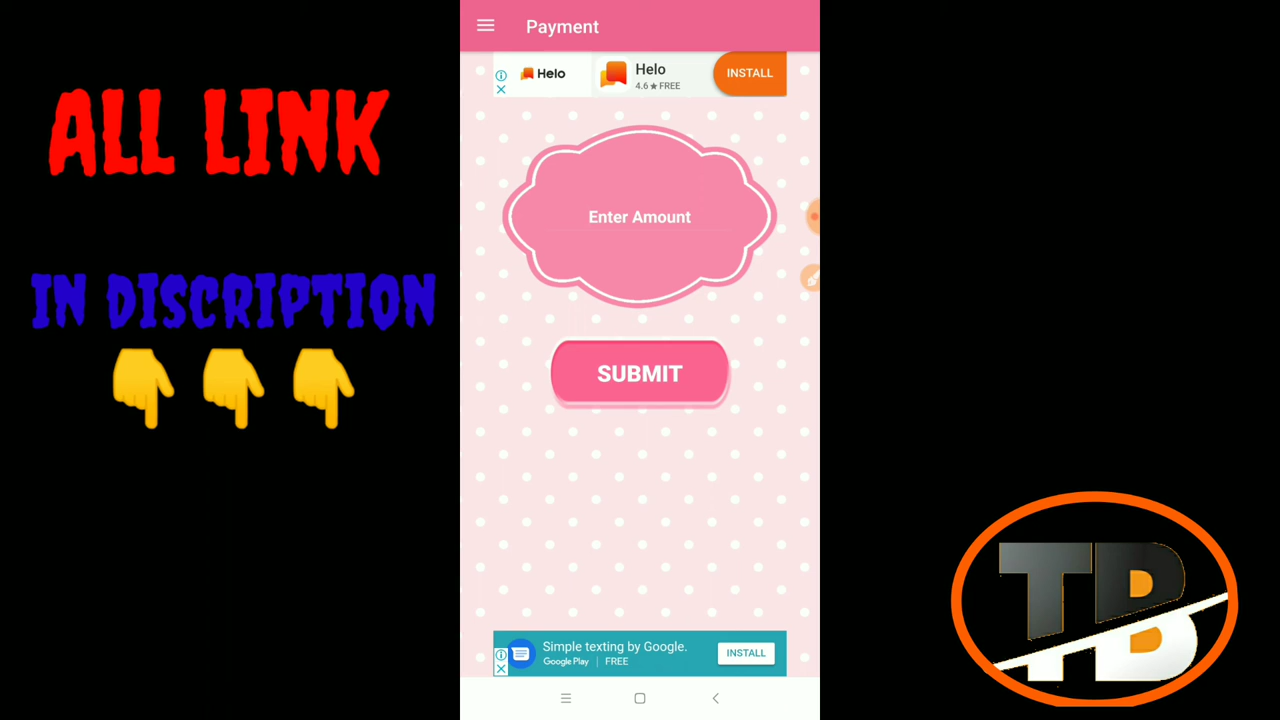 ALL LINK
IN DISCRIPTION
Payment
Helo
Helo
4.6 ★ FREE
INSTALL
Enter Amount
SUBMIT
Simple texting by Google.
Google Play | FREE
INSTALL
TB